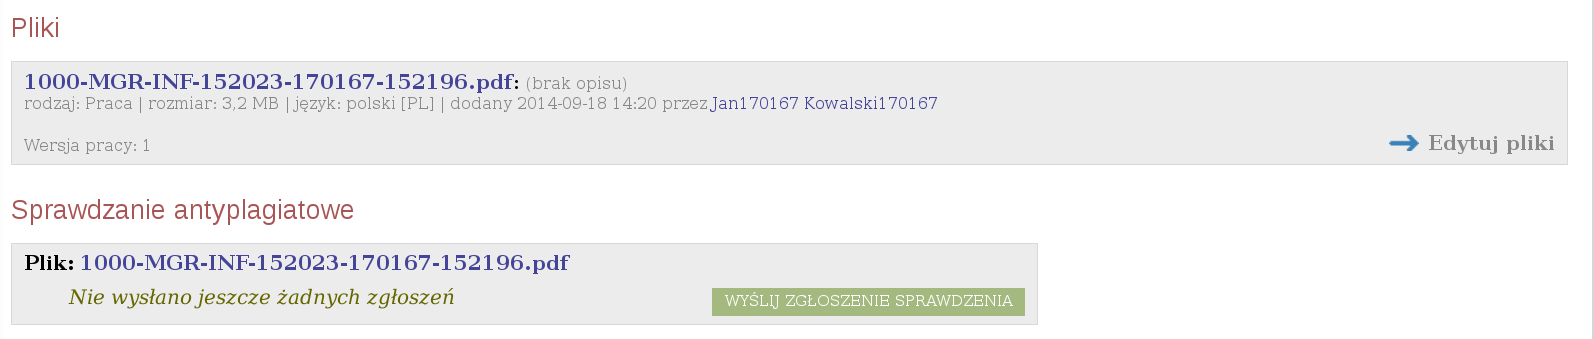 Pliki
1000-MGR-INF-152023-170167-152196.pdf: (brak opisu)
rodzaj: Praca | rozmiar: 3,2 MB | język: polski [PL] | dodany 2014-09-18 14:20 przez Jan170167 Kowalski170167
Wersja pracy: 1
Edytuj pliki
Sprawdzanie antyplagiatowe
Plik: 1000-MGR-INF-152023-170167-152196.pdf
Nie wysłano jeszcze żadnych zgłoszeń
WYŚLIJ ZGŁOSZENIE SPRAWDZENIA